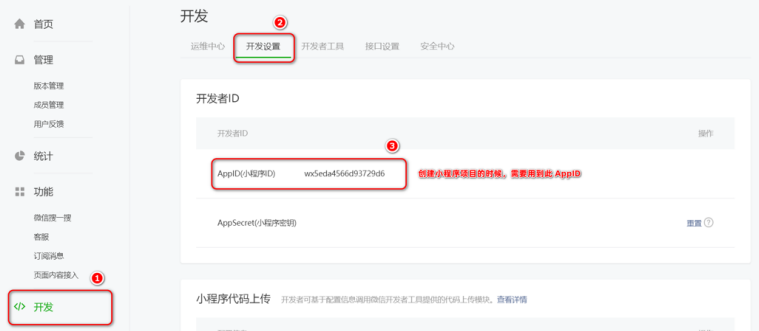 首页
管理
版本管理
成员管理
用户反馈
统计
功能
微信搜一搜
客服
订阅消息
页面内容接入
1
开发
开发
2
运维中心 开发设置 开发者工具 接口设置 安全中心
开发者ID
开发者ID 操作
3
AppID(小程序ID) wx5eda4566d93729d6 创建小程序项目的时候，需要用到此 AppID
AppSecret(小程序密钥) 重置 ?
小程序代码上传 开发者可基于配置信息调用微信开发者工具提供的代码上传模块。查看详情